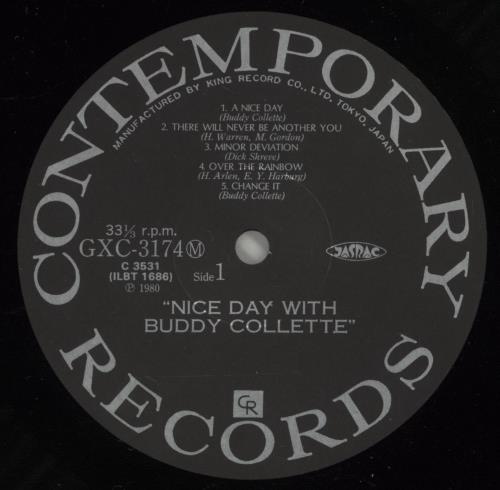 CONTEMPORARY
MANUFACTURED BY KING RECORD CO., LTD, TOKYO, JAPAN
1. A NICE DAY
(Buddy Collette)
2. THERE WILL NEVER BE ANOTHER YOU
(H. Warren, M. Gordon)
3. MINOR DEVIATION
(Dick Shreve)
4. OVER THE RAINBOW
(H. Arlen, E. Y. Harburg)
5. CHANGE IT
(Buddy Collette)
33⅓ r.p.m.
GXC-3174 Ⓜ
C 3531
(ILBT 1686)
Side 1
℗ 1980
JASRAC
"NICE DAY WITH
BUDDY COLLETTE"
CR
RECORDS